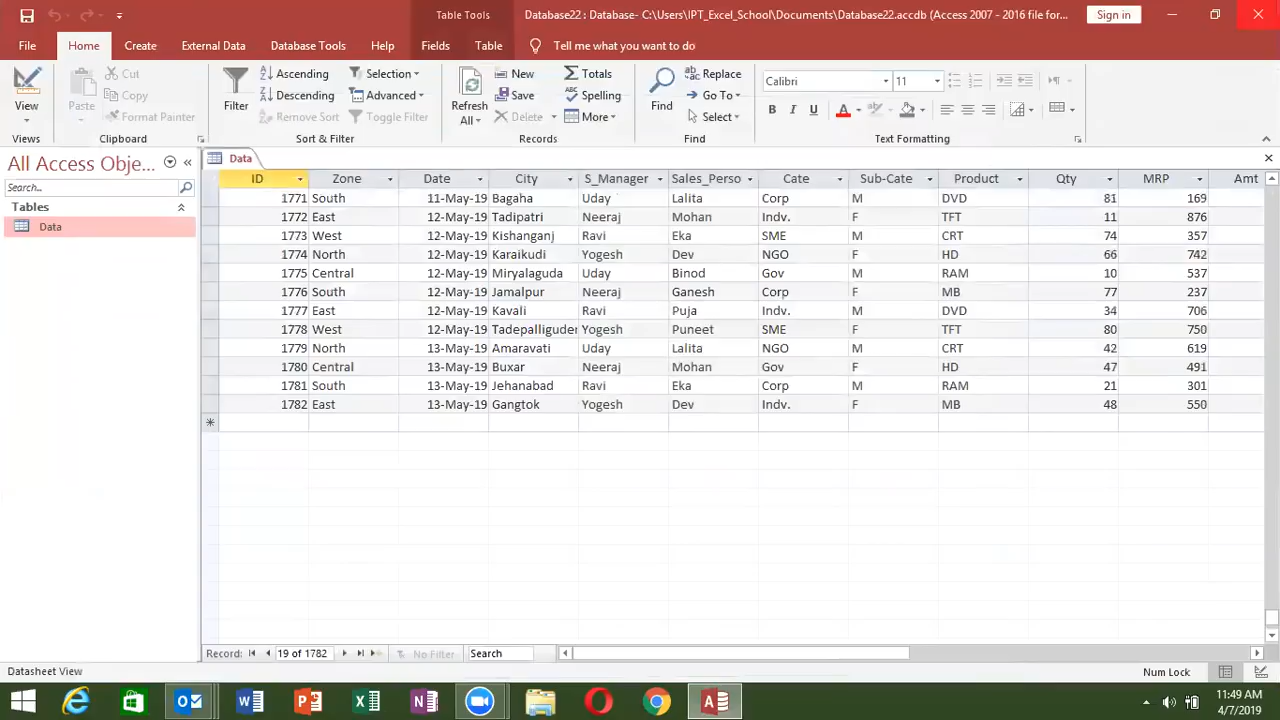 Table Tools Database22 : Database- C:\Users\IPT_Excel_School\Documents\Database22.accdb (Access 2007 - 2016 file for... Sign in
File Home Create External Data Database Tools Help Fields Table Tell me what you want to do
View Paste Cut Copy Format Painter
Filter Ascending Descending Remove Sort Selection Advanced Toggle Filter
Refresh All New Save Delete Totals Spelling More
Find Replace Go To Select
Calibri 11
B I U A
Views Clipboard Sort & Filter Records Find Text Formatting
All Access Obje...
Search...
Tables
Data
Data
ID Zone Date City S_Manager Sales_Perso Cate Sub-Cate Product Qty MRP Amt
1771 South 11-May-19 Bagaha Uday Lalita Corp M DVD 81 169
1772 East 12-May-19 Tadipatri Neeraj Mohan Indv. F TFT 11 876
1773 West 12-May-19 Kishanganj Ravi Eka SME M CRT 74 357
1774 North 12-May-19 Karaikudi Yogesh Dev NGO F HD 66 742
1775 Central 12-May-19 Miryalaguda Uday Binod Gov M RAM 10 537
1776 South 12-May-19 Jamalpur Neeraj Ganesh Corp F MB 77 237
1777 East 12-May-19 Kavali Ravi Puja Indv. M DVD 34 706
1778 West 12-May-19 Tadepalliguder Yogesh Puneet SME F TFT 80 750
1779 North 13-May-19 Amaravati Uday Lalita NGO M CRT 42 619
1780 Central 13-May-19 Buxar Neeraj Mohan Gov F HD 47 491
1781 South 13-May-19 Jehanabad Ravi Eka Corp M RAM 21 301
1782 East 13-May-19 Gangtok Yogesh Dev Indv. F MB 48 550
Record: 19 of 1782 No Filter Search
Datasheet View Num Lock
11:49 AM
4/7/2019